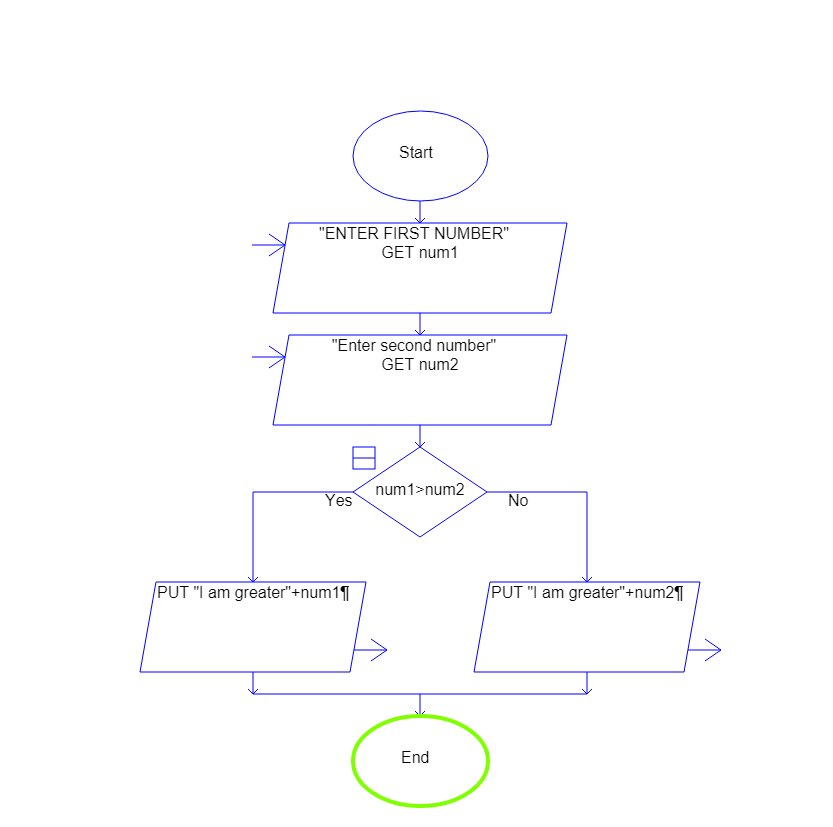 Start
"ENTER FIRST NUMBER"
GET num1
"Enter second number"
GET num2
num1>num2
Yes
No
PUT "I am greater"+num1¶
PUT "I am greater"+num2¶
End